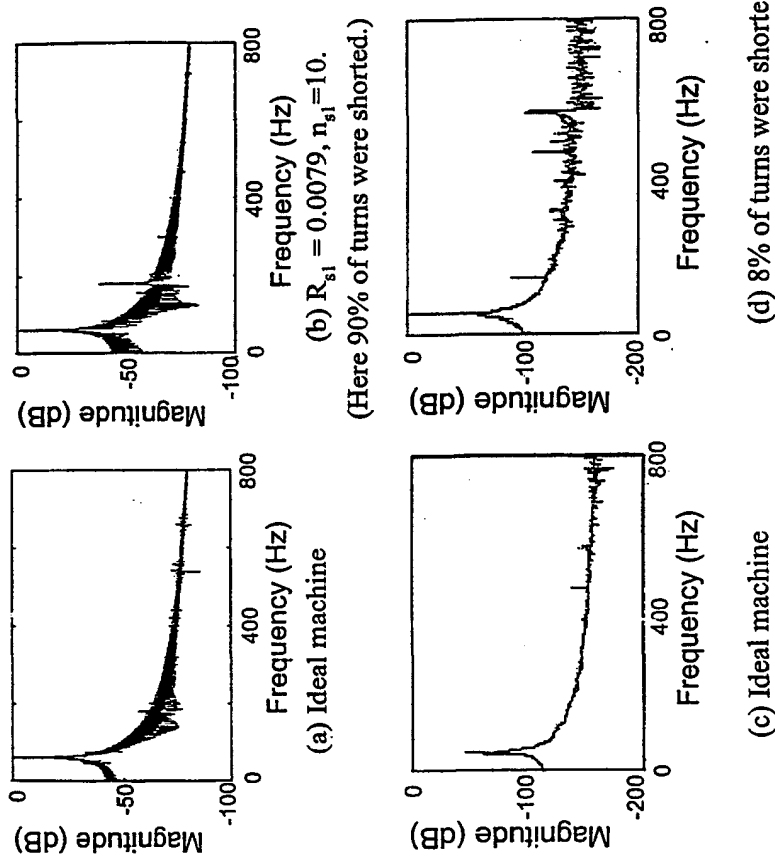 Magnitude (dB)
0
-50
-100
0
400
800
Frequency (Hz)
(a) Ideal machine
Magnitude (dB)
0
-50
-100
0
400
800
Frequency (Hz)
(b) R_s1 = 0.0079, n_s1=10.
(Here 90% of turns were shorted.)
Magnitude (dB)
0
-100
-200
0
400
800
Frequency (Hz)
(c) Ideal machine
Magnitude (dB)
0
-100
-200
0
400
800
Frequency (Hz)
(d) 8% of turns were shorte